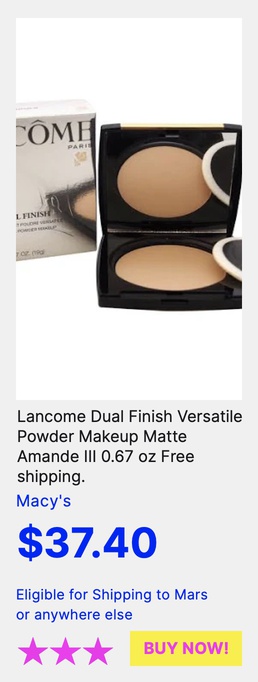 CÔME
PARIS
L FINISH
Lancome Dual Finish Versatile
Powder Makeup Matte
Amande III 0.67 oz Free
shipping.
Macy's
$37.40
Eligible for Shipping to Mars
or anywhere else
BUY NOW!